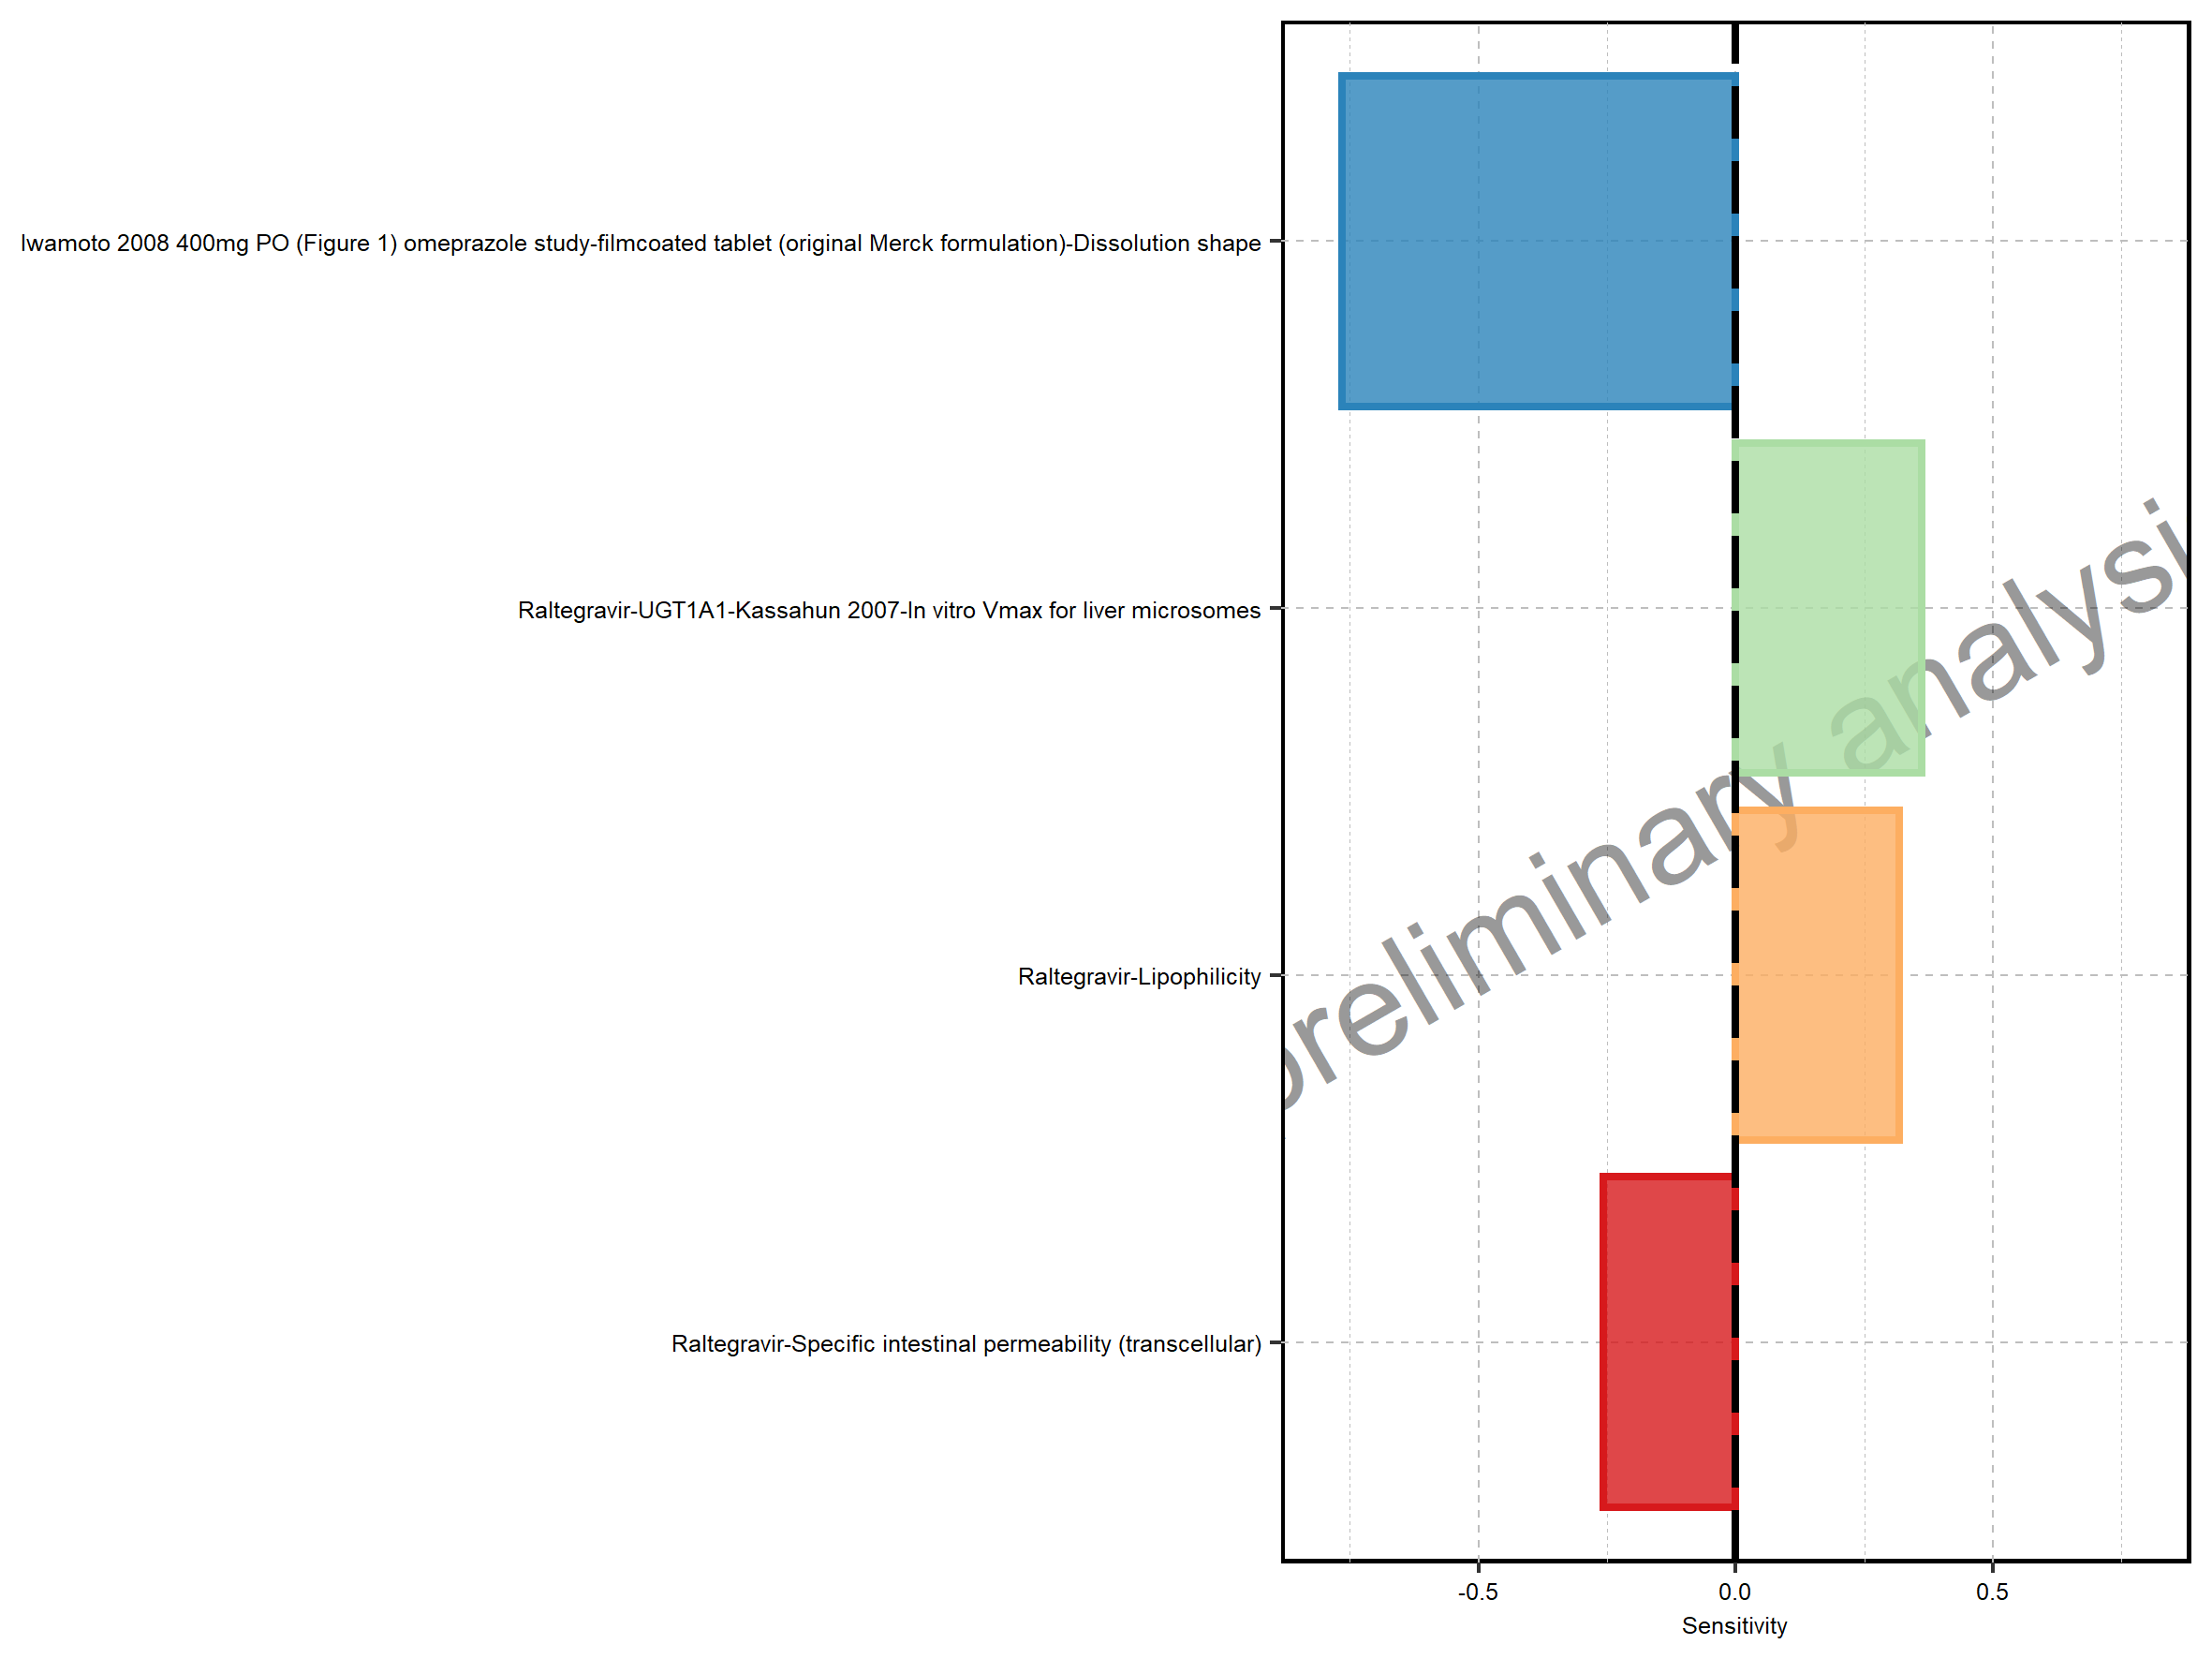 Iwamoto 2008 400mg PO (Figure 1) omeprazole study-filmcoated tablet (original Merck formulation)-Dissolution shape
Raltegravir-UGT1A1-Kassahun 2007-In vitro Vmax for liver microsomes
Raltegravir-Lipophilicity
Raltegravir-Specific intestinal permeability (transcellular)
preliminary analysi
-0.5 0.0 0.5
Sensitivity